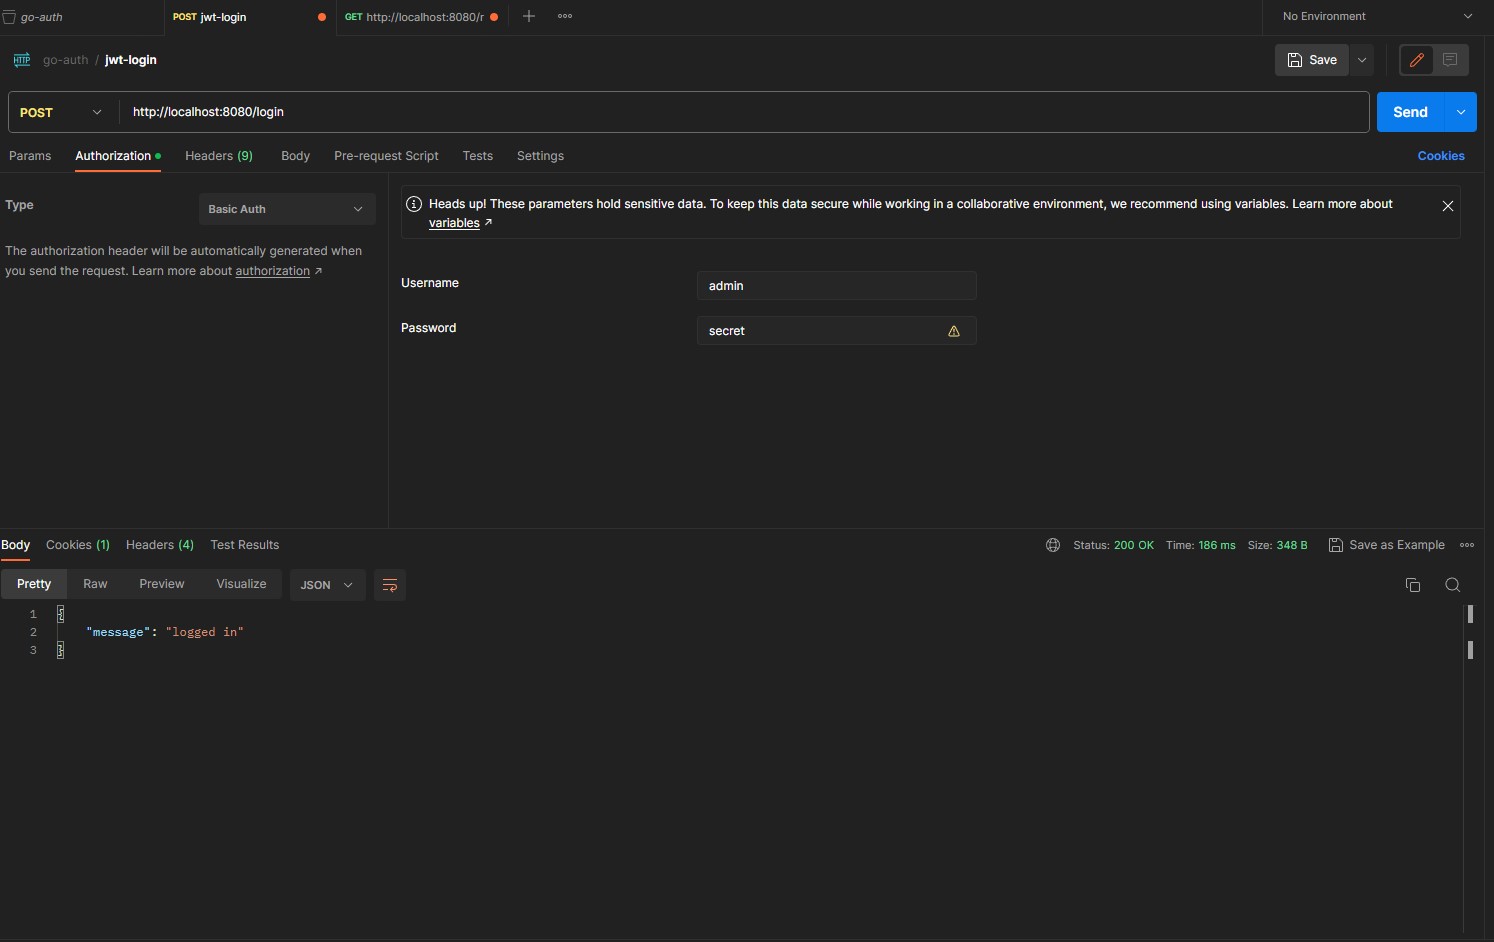 go-auth
POST jwt-login
GET http://localhost:8080/r
No Environment
HTTP
go-auth / jwt-login
Save
POST
http://localhost:8080/login
Send
Params Authorization Headers (9) Body Pre-request Script Tests Settings
Cookies
Type
Basic Auth
The authorization header will be automatically generated when
you send the request. Learn more about authorization ↗
Heads up! These parameters hold sensitive data. To keep this data secure while working in a collaborative environment, we recommend using variables. Learn more about
variables ↗
Username
admin
Password
secret
Body Cookies (1) Headers (4) Test Results
Status: 200 OK Time: 186 ms Size: 348 B
Save as Example
Pretty Raw Preview Visualize JSON
1 {
2 "message": "logged in"
3 }